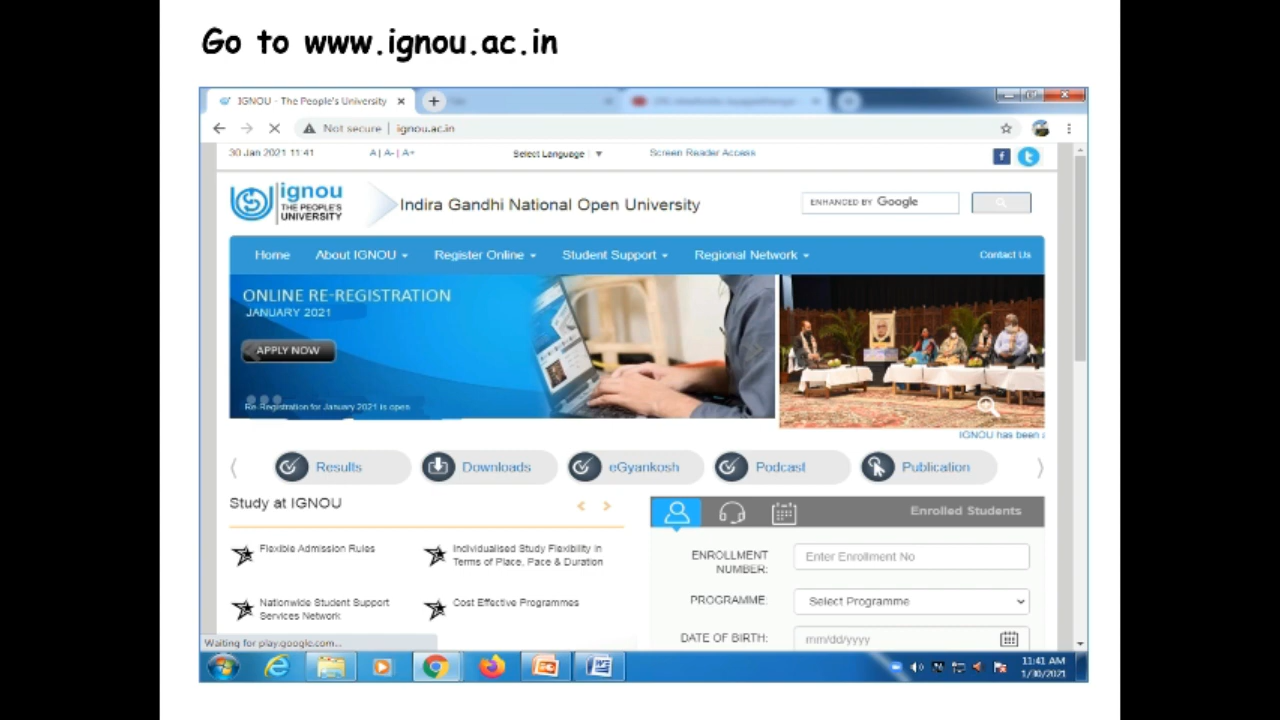 Go to www.ignou.ac.in
IGNOU - The People's University
Not secure | ignou.ac.in
30 Jan 2021 11:41 A | A- | A+ Select Language ▼ Screen Reader Access
ignou
THE PEOPLE'S
UNIVERSITY
Indira Gandhi National Open University
ENHANCED BY Google
Home About IGNOU Register Online Student Support Regional Network Contact Us
ONLINE RE-REGISTRATION
JANUARY 2021
APPLY NOW
Re-Registration for January 2021 is open
IGNOU has been
Results Downloads eGyankosh Podcast Publication
Study at IGNOU
Enrolled Students
Flexible Admission Rules
Individualised Study Flexibility in
Terms of Place, Pace & Duration
Nationwide Student Support
Services Network
Cost Effective Programmes
ENROLLMENT
NUMBER:
Enter Enrollment No
PROGRAMME:
Select Programme
DATE OF BIRTH:
mm/dd/yyyy
Waiting for play.google.com...
11:41 AM
1/30/2021